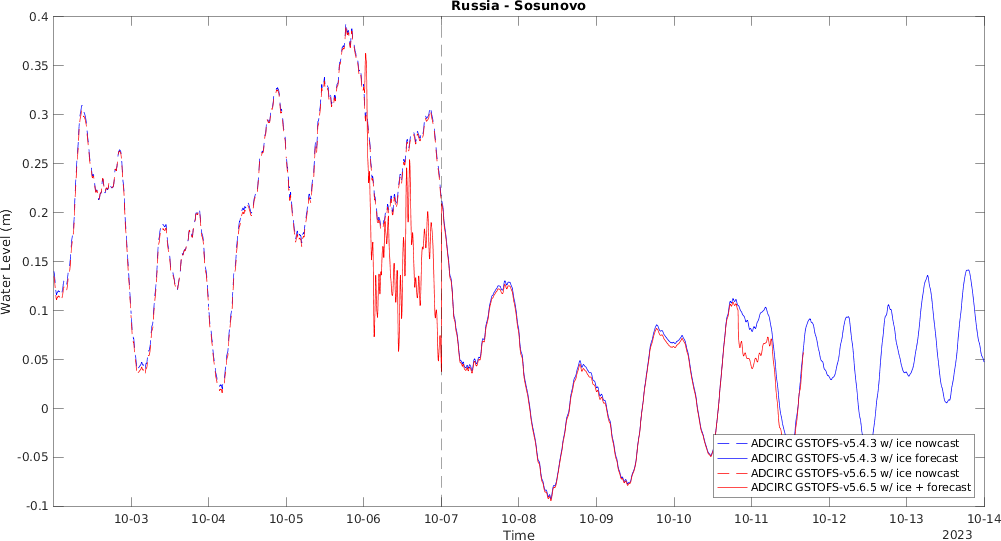 Russia - Sosunovo
Water Level (m)
0.4
0.35
0.3
0.25
0.2
0.15
0.1
0.05
0
-0.05
-0.1
ADCIRC GSTOFS-v5.4.3 w/ ice nowcast
ADCIRC GSTOFS-v5.4.3 w/ ice forecast
ADCIRC GSTOFS-v5.6.5 w/ ice nowcast
ADCIRC GSTOFS-v5.6.5 w/ ice + forecast
10-03 10-04 10-05 10-06 10-07 10-08 10-09 10-10 10-11 10-12 10-13 10-14
Time
2023